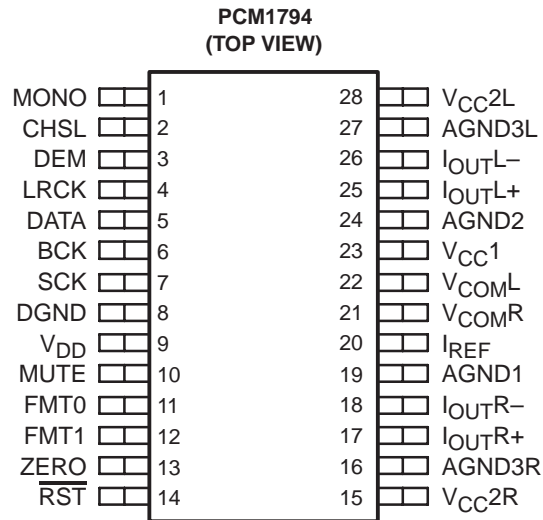 PCM1794
(TOP VIEW)
MONO 1 28 VCC2L
CHSL 2 27 AGND3L
DEM 3 26 IOUTL–
LRCK 4 25 IOUTL+
DATA 5 24 AGND2
BCK 6 23 VCC1
SCK 7 22 VCOML
DGND 8 21 VCOMR
VDD 9 20 IREF
MUTE 10 19 AGND1
FMT0 11 18 IOUTR–
FMT1 12 17 IOUTR+
ZERO 13 16 AGND3R
RST 14 15 VCC2R